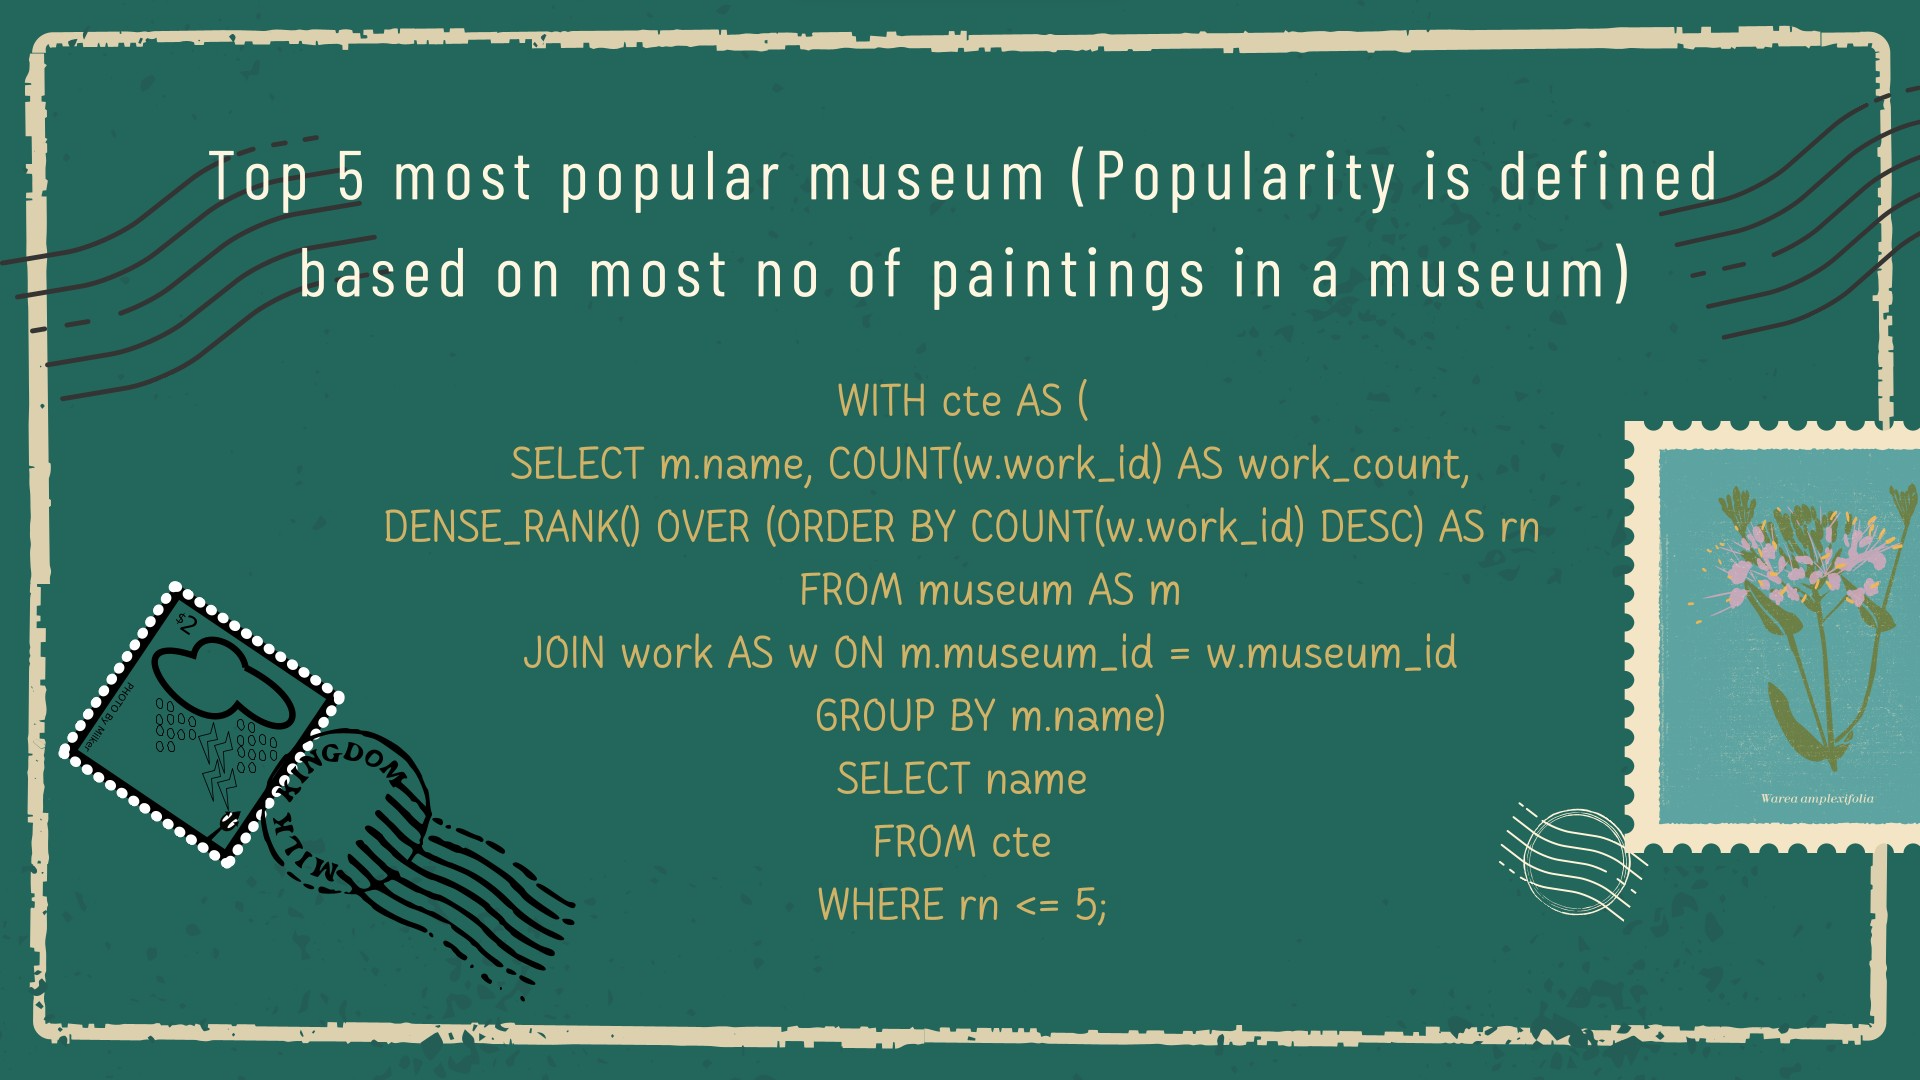 Top 5 most popular museum (Popularity is defined
based on most no of paintings in a museum)
WITH cte AS (
SELECT m.name, COUNT(w.work_id) AS work_count,
DENSE_RANK() OVER (ORDER BY COUNT(w.work_id) DESC) AS rn
FROM museum AS m
JOIN work AS w ON m.museum_id = w.museum_id
GROUP BY m.name)
SELECT name
FROM cte
WHERE rn <= 5;
$2
PHOTO By Milker
MILK KINGDOM
Warea amplexifolia